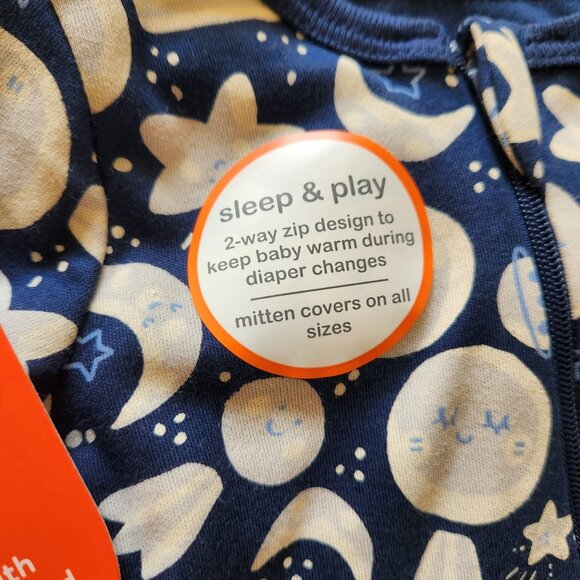 sleep & play
2-way zip design to
keep baby warm during
diaper changes
mitten covers on all
sizes